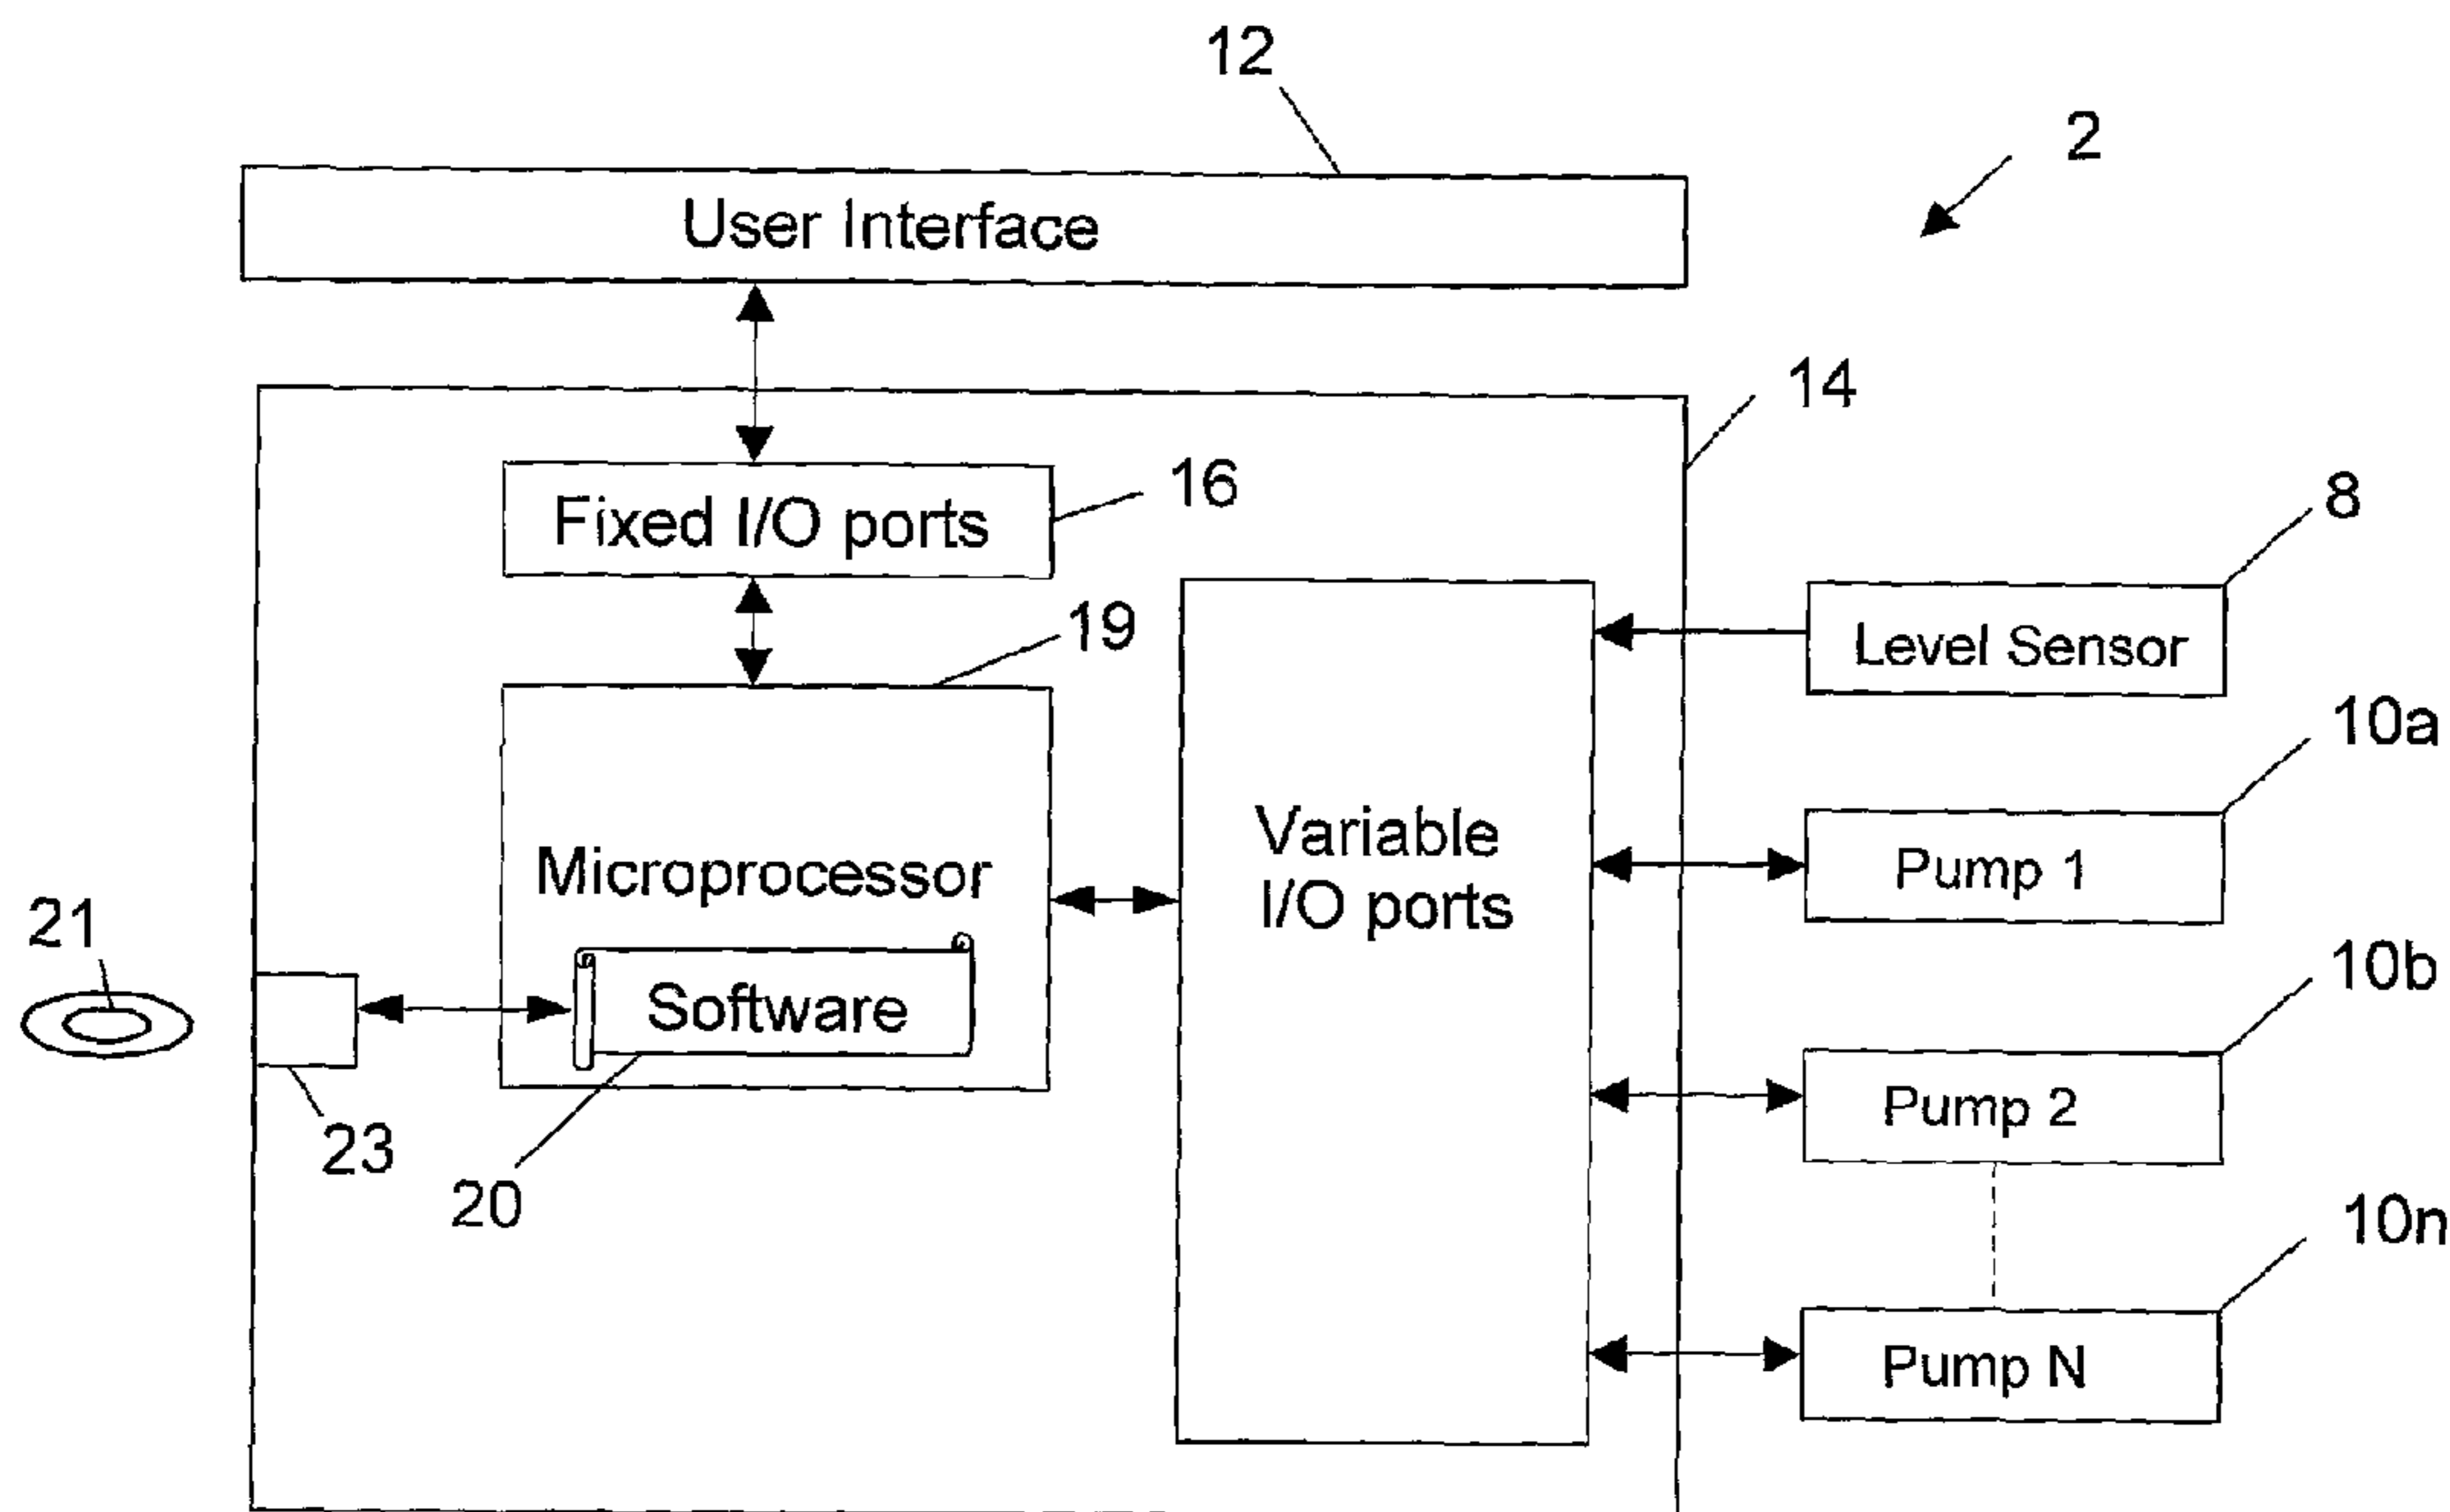 12
2
User Interface
14
Fixed I/O ports
16
8
19
Level Sensor
10a
Variable
I/O ports
Microprocessor
Pump 1
21
10b
Software
Pump 2
23
20
10n
Pump N